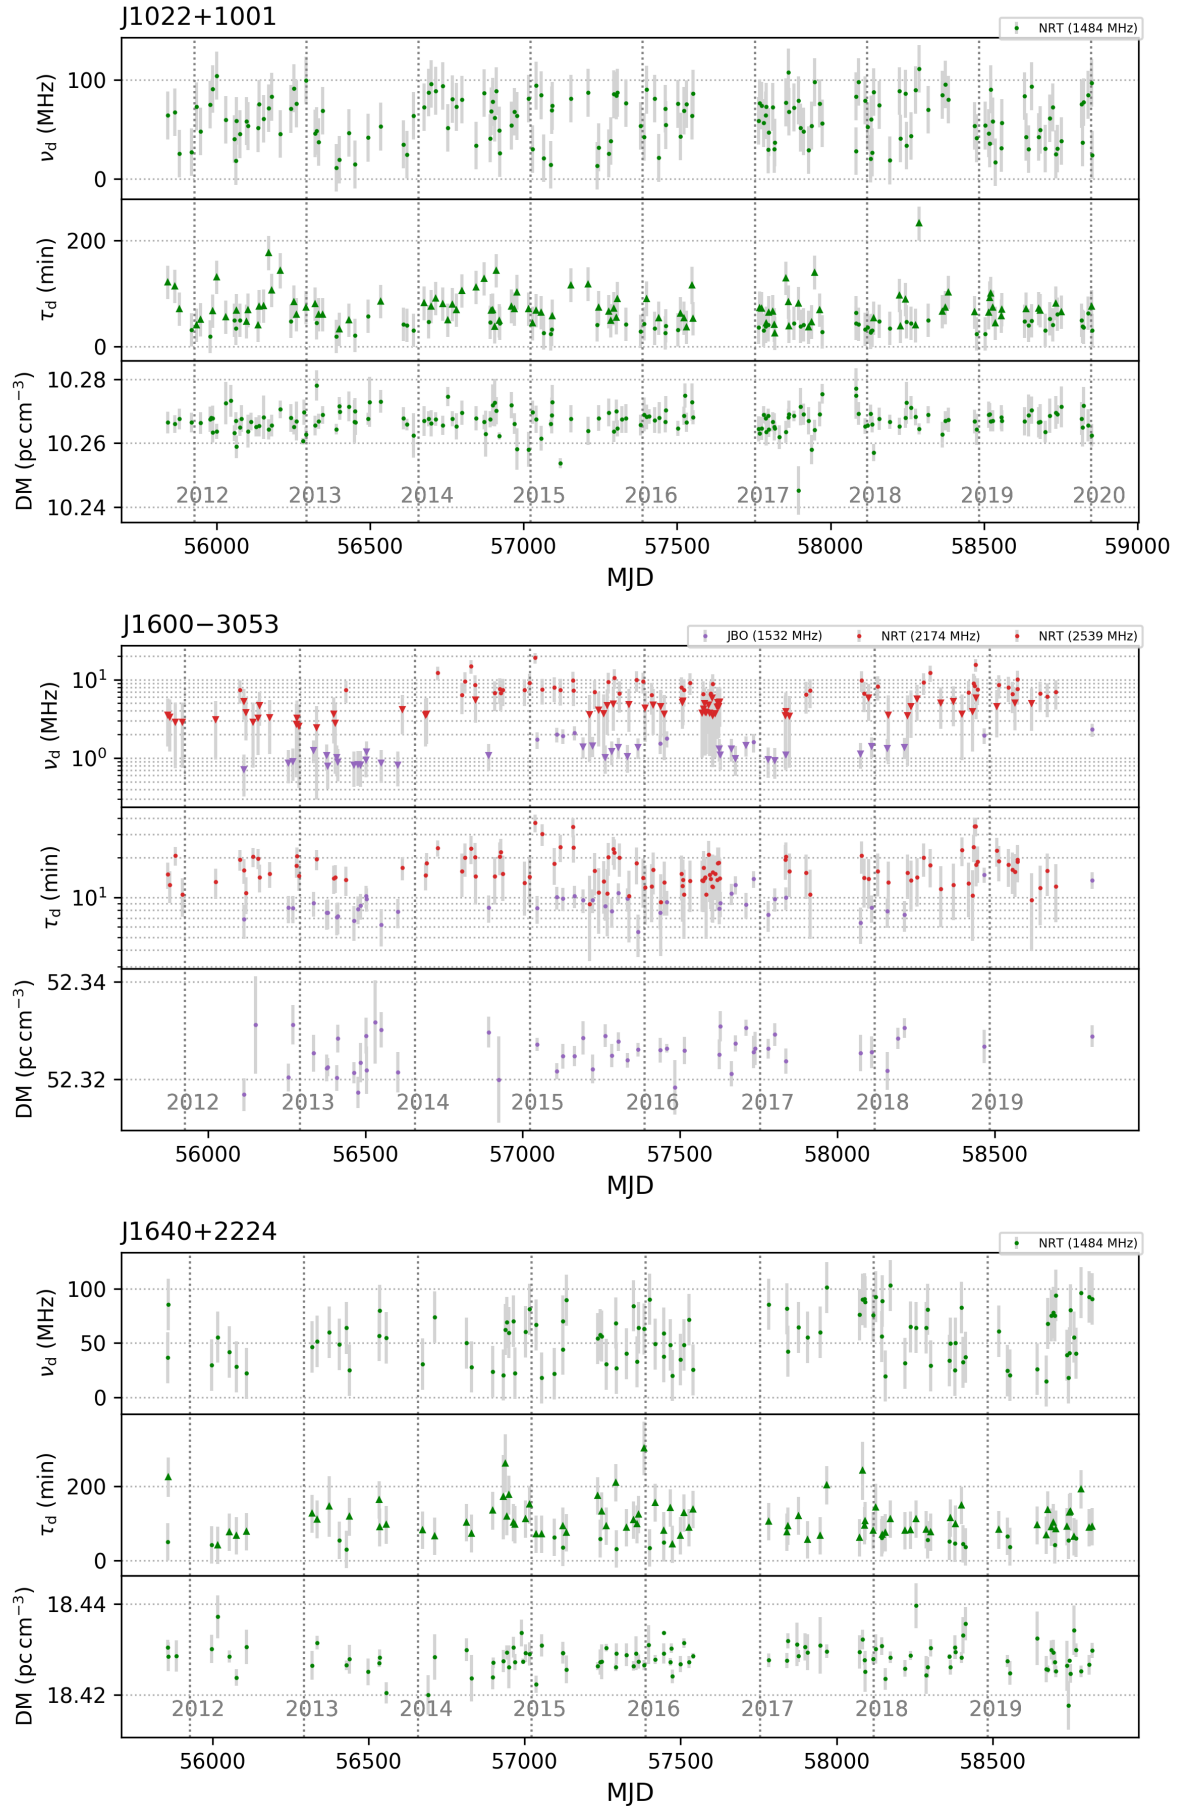 J1022+1001
NRT (1484 MHz)
νd (MHz)
100
0
τd (min)
200
0
DM (pc cm−3)
10.28
10.26
10.24
2012 2013 2014 2015 2016 2017 2018 2019 2020
56000 56500 57000 57500 58000 58500 59000
MJD
J1600−3053
JBO (1532 MHz) NRT (2174 MHz) NRT (2539 MHz)
νd (MHz)
10^1
10^0
τd (min)
10^1
DM (pc cm−3)
52.34
52.32
2012 2013 2014 2015 2016 2017 2018 2019
56000 56500 57000 57500 58000 58500
MJD
J1640+2224
NRT (1484 MHz)
νd (MHz)
100
50
0
τd (min)
200
0
DM (pc cm−3)
18.44
18.42
2012 2013 2014 2015 2016 2017 2018 2019
56000 56500 57000 57500 58000 58500
MJD